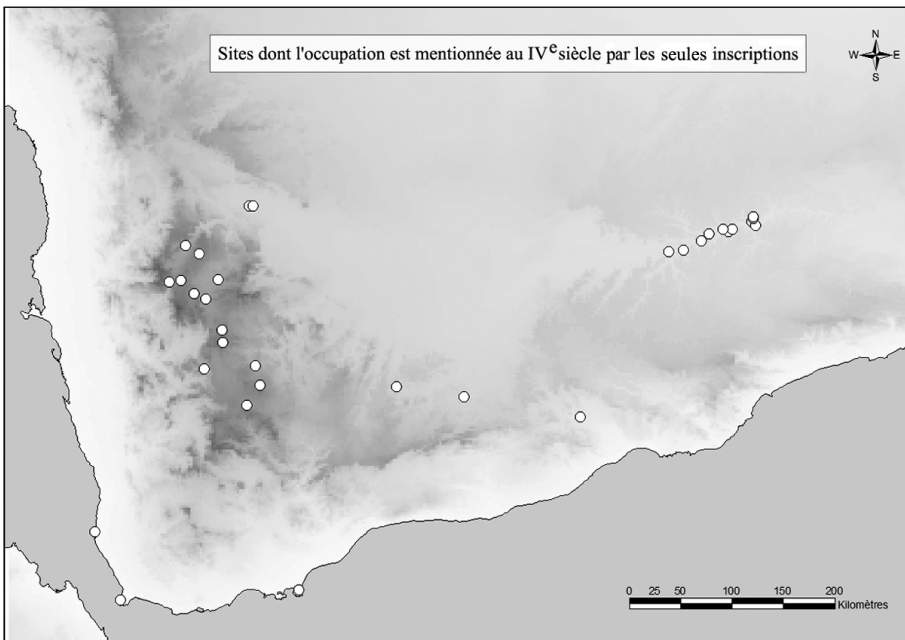 Sites dont l'occupation est mentionnée au IVe siècle par les seules inscriptions
N
W E
S
0 25 50 100 150 200
Kilomètres